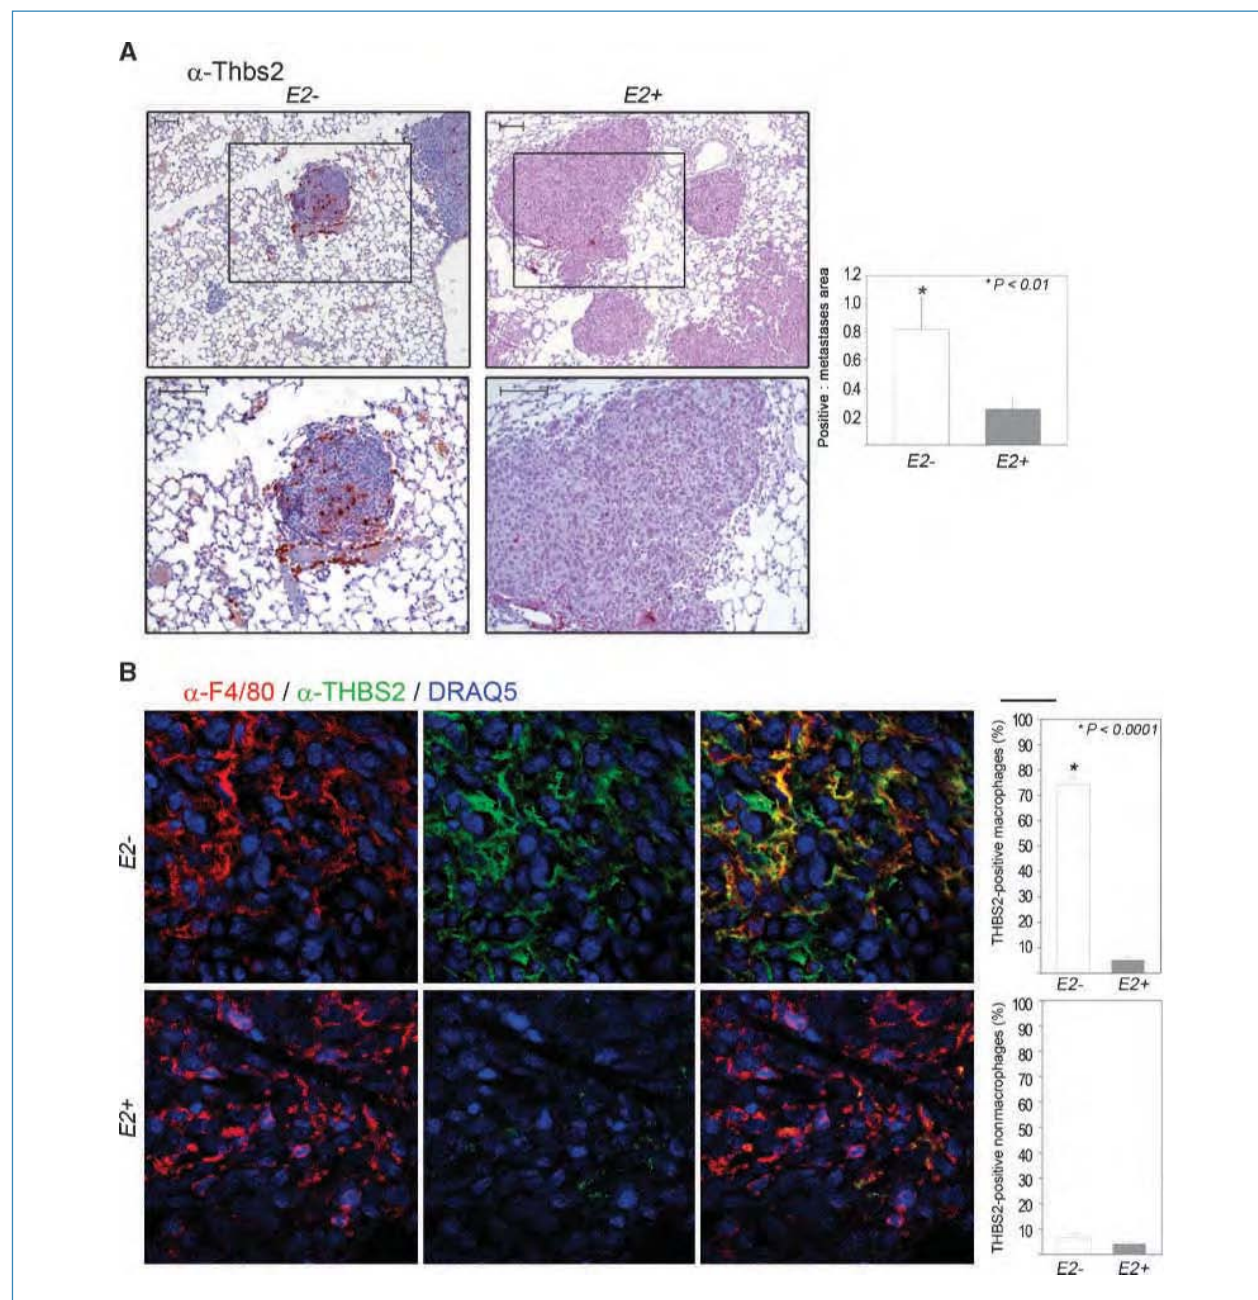 A
α-Thbs2
E2-
E2+
Positive : metastases area
1.2
1.0
0.8
0.6
0.4
0.2
*
* P < 0.01
E2-
E2+
B
α-F4/80 / α-THBS2 / DRAQ5
E2-
E2+
THBS2-positive macrophages (%)
100
90
80
70
60
50
40
30
20
10
* P < 0.0001
*
E2-
E2+
THBS2-positive nonmacrophages (%)
100
90
80
70
60
50
40
30
20
10
E2-
E2+